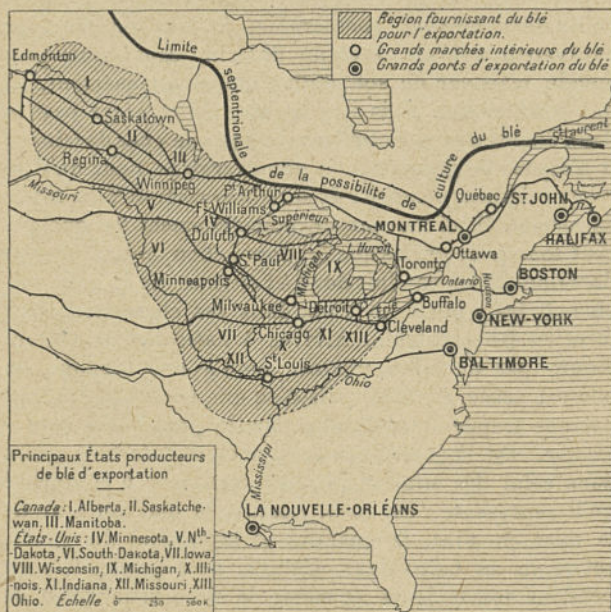 Région fournissant du blé
pour l'exportation.
Grands marchés intérieurs du blé
Grands ports d'exportation du blé
Limite
septentrionale
de la possibilité de
culture
du blé
St Laurent
Edmonton
I
Saskatown
II
Regina
III
Winnipeg
Missouri
V
Pt Arthur
Ft Williams
L. Supérieur
Québec
ST JOHN
MONTRÉAL
HALIFAX
IV
Duluth
VIII
L. Huron
Ottawa
VI
St Paul
IX
Toronto
L. Michigan
L. Ontario
Hudson
BOSTON
Minneapolis
Milwaukee
Détroit
L. Erié
Buffalo
NEW-YORK
VII
Chicago
XI
XIII
Cléveland
X
XII
BALTIMORE
St Louis
Ohio
Mississipi
LA NOUVELLE-ORLÉANS
Principaux États producteurs
de blé d'exportation
Canada : I. Alberta, II. Saskatche-
wan, III. Manitoba.
États-Unis : IV. Minnesota, V. Nth-
-Dakota, VI. South-Dakota, VII. Iowa,
VIII. Wisconsin, IX. Michigan, X. Illi-
-nois, XI. Indiana, XII. Missouri, XIII.
Ohio. Échelle 0 250 500 K.